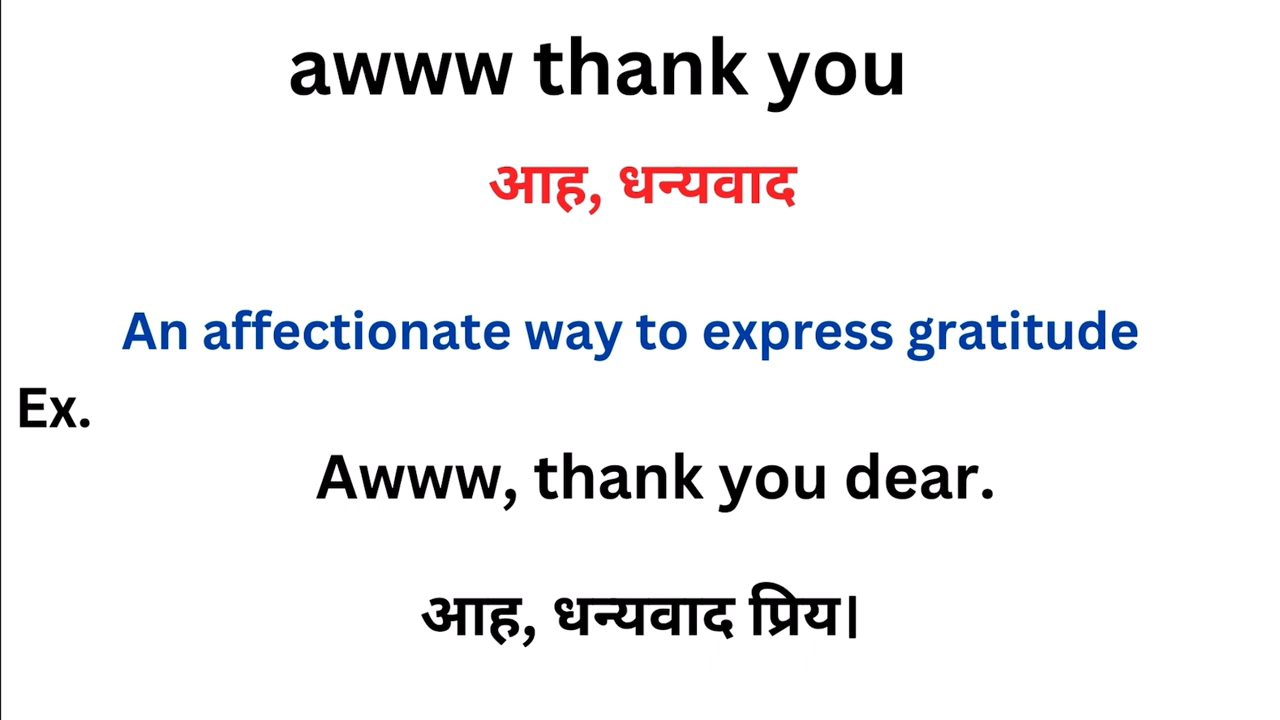 awww thank you
आह, धन्यवाद
An affectionate way to express gratitude
Ex.
Awww, thank you dear.
आह, धन्यवाद प्रिय।